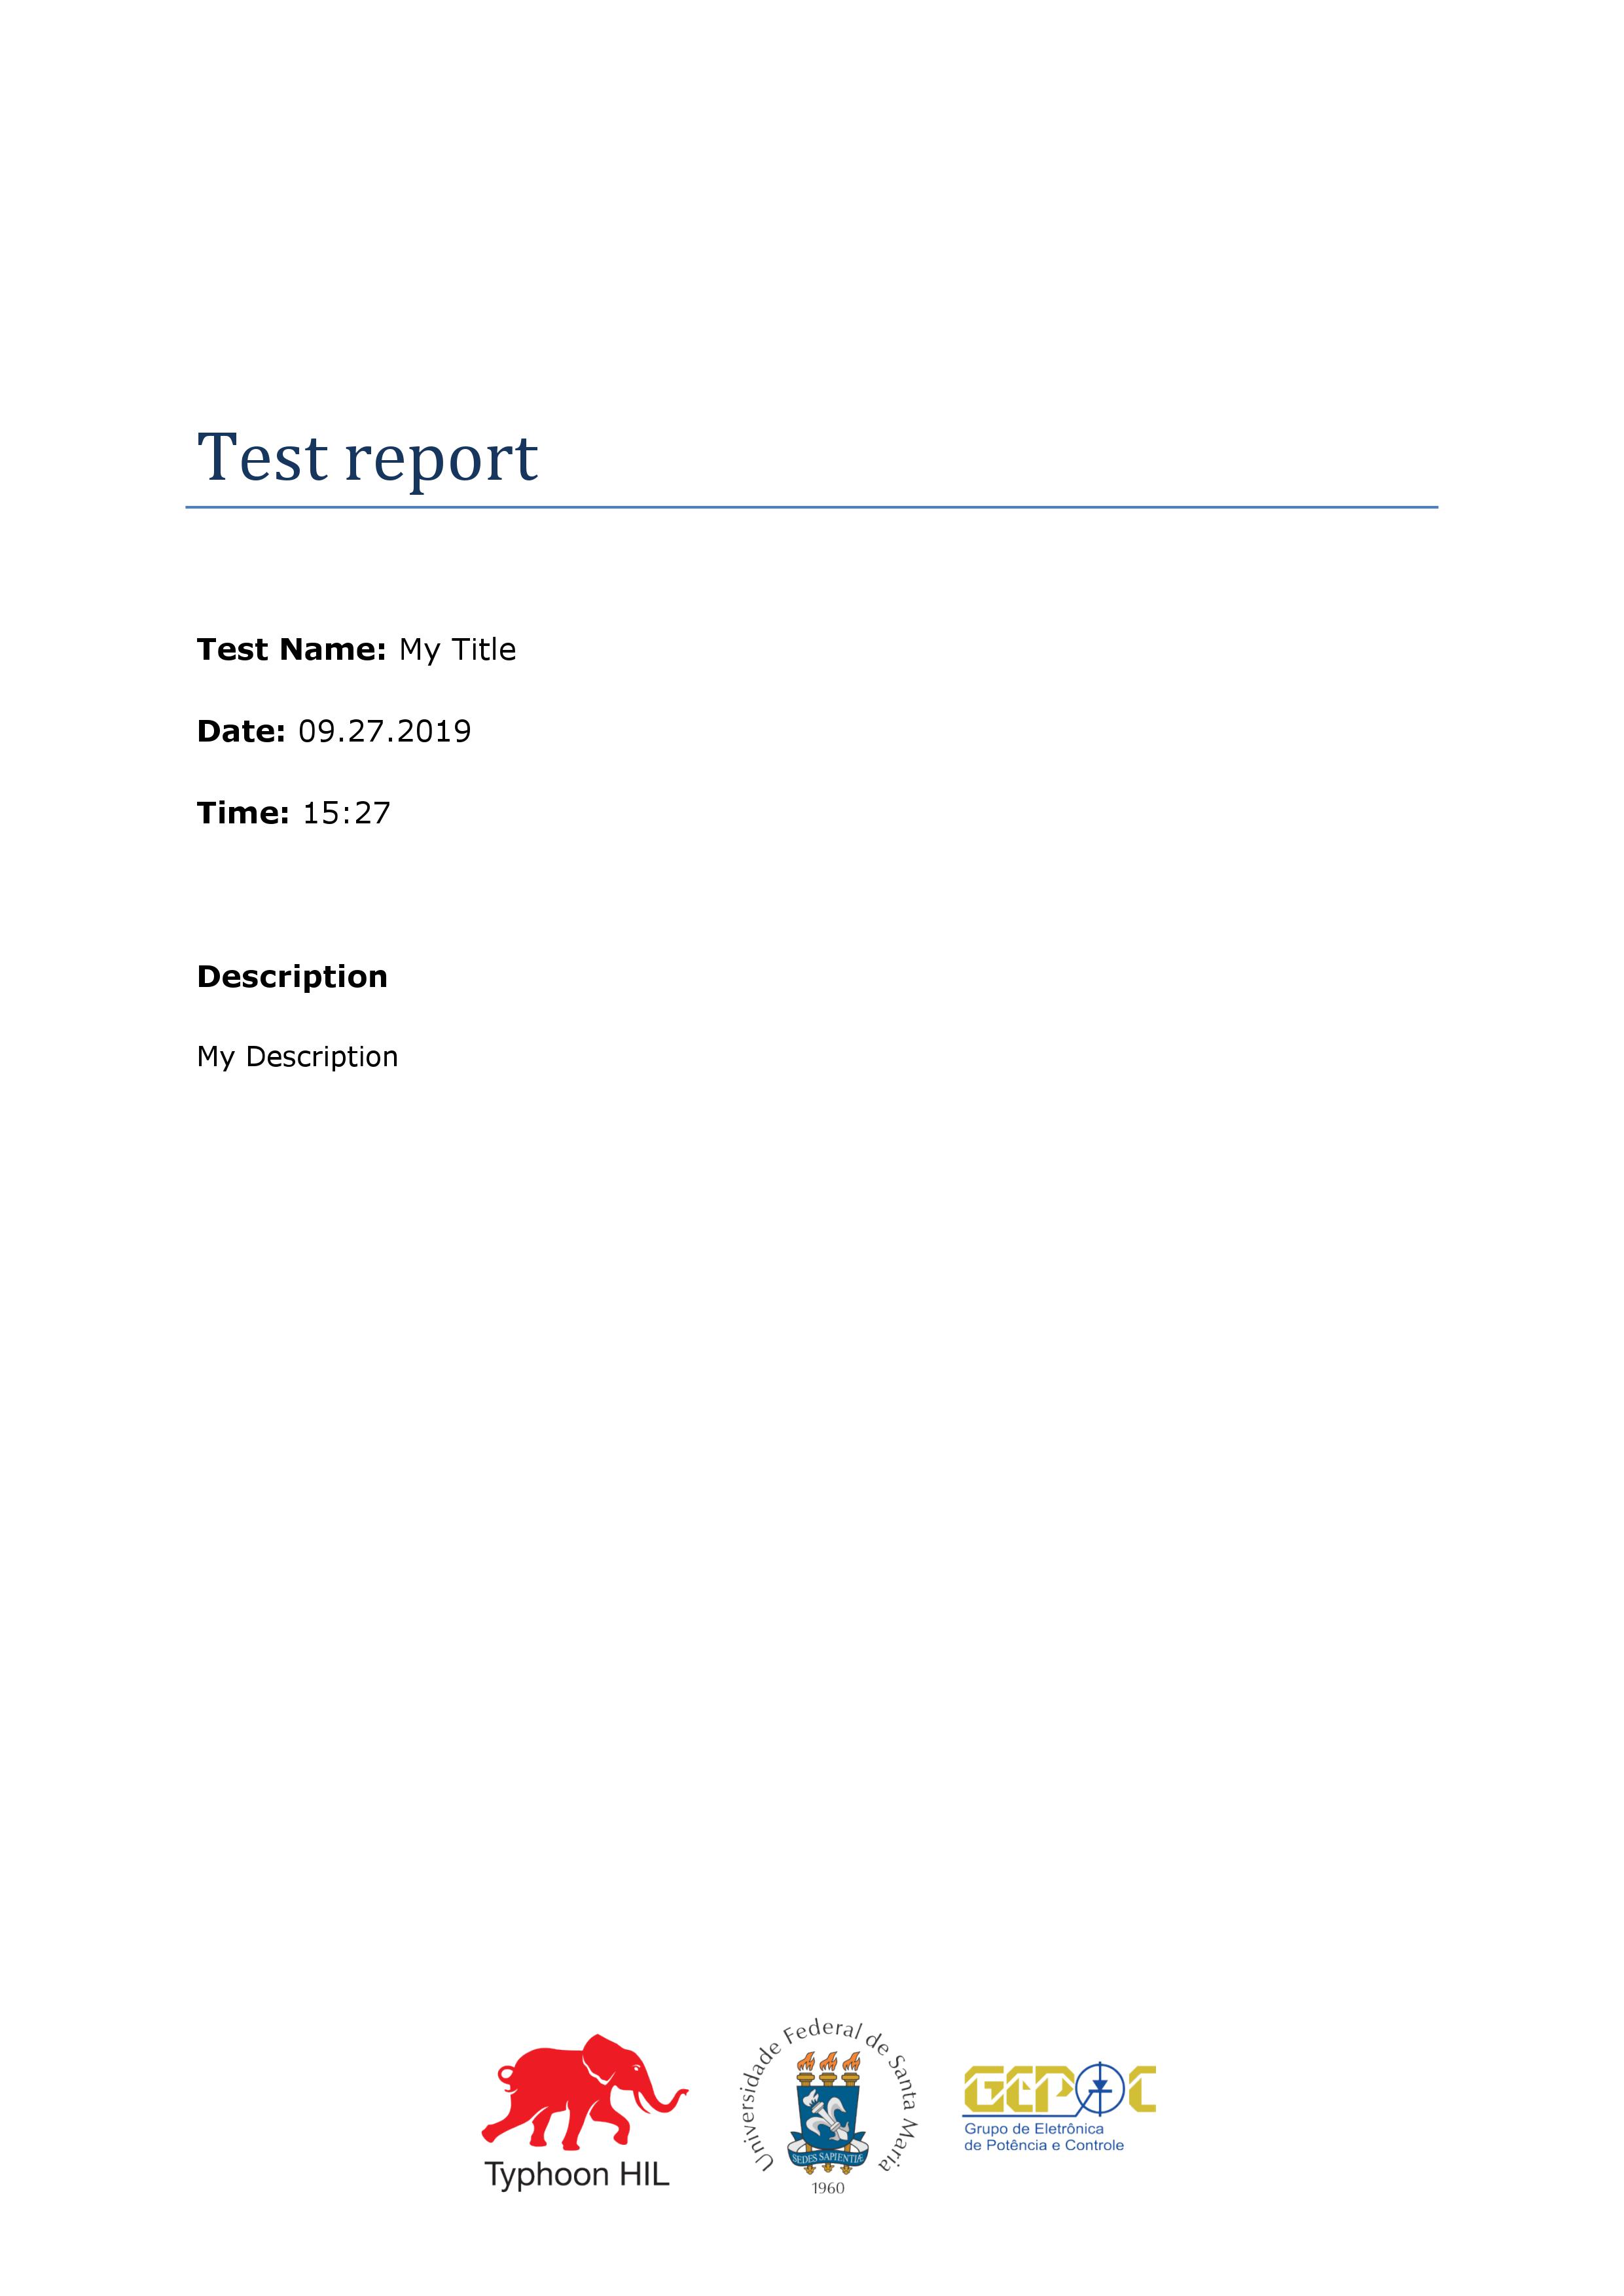 Test report
Test Name: My Title
Date: 09.27.2019
Time: 15:27
Description
My Description
Typhoon HIL
Universidade Federal de Santa Maria
SEDES SAPIENTIÆ
1960
GEPOC
Grupo de Eletrônica
de Potência e Controle